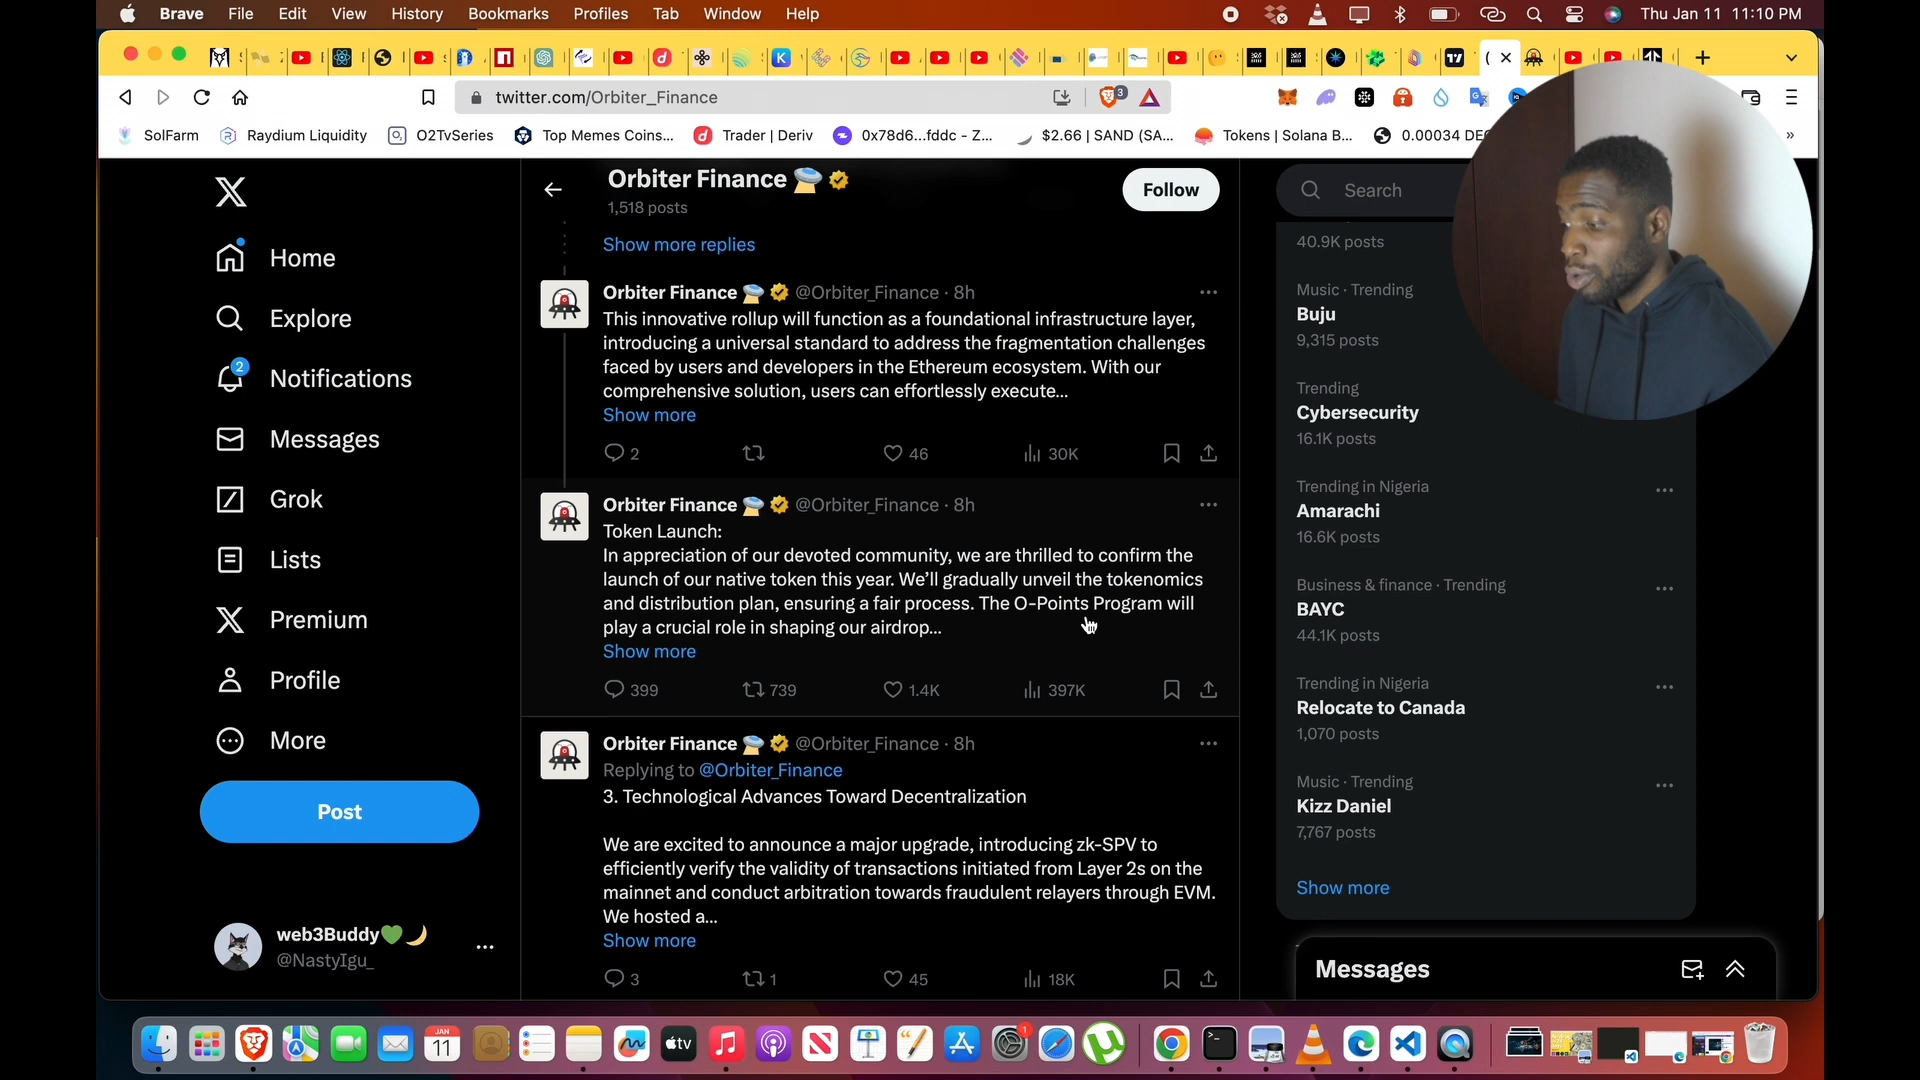 Brave File Edit View History Bookmarks Profiles Tab Window Help
Thu Jan 11 11:10 PM
twitter.com/Orbiter_Finance
3
SolFarm Raydium Liquidity O2TvSeries Top Memes Coins... Trader | Deriv 0x78d6...fddc - Z... $2.66 | SAND (SA... Tokens | Solana B... 0.00034 DE
Home
Explore
2
Notifications
Messages
Grok
Lists
Premium
Profile
More
Post
web3Buddy💚🌙
@NastyIgu_
Orbiter Finance 🛸
1,518 posts
Follow
Show more replies
Orbiter Finance 🛸 @Orbiter_Finance · 8h
This innovative rollup will function as a foundational infrastructure layer,
introducing a universal standard to address the fragmentation challenges
faced by users and developers in the Ethereum ecosystem. With our
comprehensive solution, users can effortlessly execute...
Show more
2 46 30K
Orbiter Finance 🛸 @Orbiter_Finance · 8h
Token Launch:
In appreciation of our devoted community, we are thrilled to confirm the
launch of our native token this year. We'll gradually unveil the tokenomics
and distribution plan, ensuring a fair process. The O-Points Program will
play a crucial role in shaping our airdrop...
Show more
399 739 1.4K 397K
Orbiter Finance 🛸 @Orbiter_Finance · 8h
Replying to @Orbiter_Finance
3. Technological Advances Toward Decentralization
We are excited to announce a major upgrade, introducing zk-SPV to
efficiently verify the validity of transactions initiated from Layer 2s on the
mainnet and conduct arbitration towards fraudulent relayers through EVM.
We hosted a...
Show more
3 1 45 18K
Search
40.9K posts
Music · Trending
Buju
9,315 posts
Trending
Cybersecurity
16.1K posts
Trending in Nigeria
Amarachi
16.6K posts
Business & finance · Trending
BAYC
44.1K posts
Trending in Nigeria
Relocate to Canada
1,070 posts
Music · Trending
Kizz Daniel
7,767 posts
Show more
Messages
JAN
11
tv
1